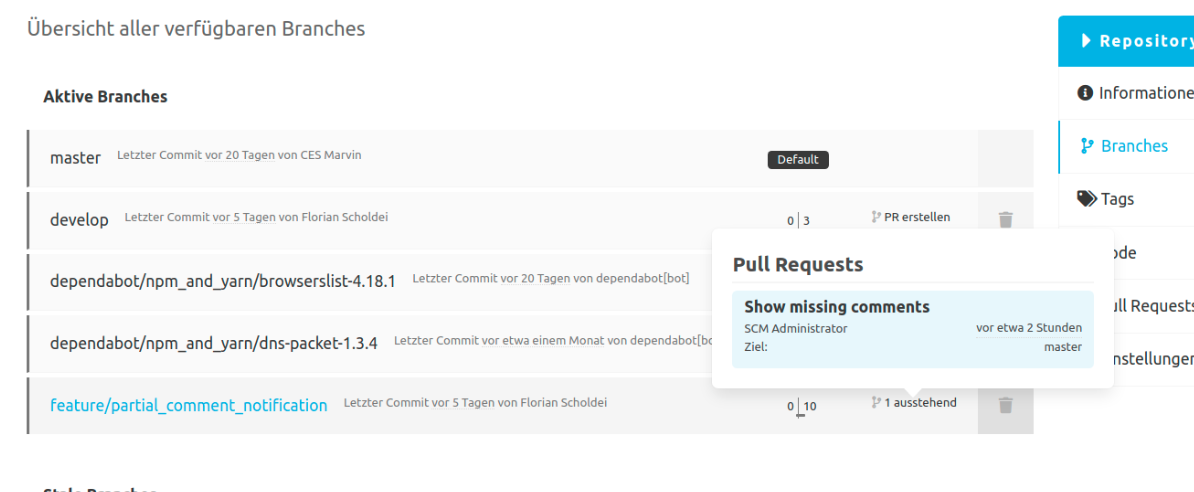 Übersicht aller verfügbaren Branches
Aktive Branches
master Letzter Commit vor 20 Tagen von CES Marvin Default
develop Letzter Commit vor 5 Tagen von Florian Scholdei 0 3 PR erstellen
dependabot/npm_and_yarn/browserslist-4.18.1 Letzter Commit vor 20 Tagen von dependabot[bot]
dependabot/npm_and_yarn/dns-packet-1.3.4 Letzter Commit vor etwa einem Monat von dependabot[bo
feature/partial_comment_notification Letzter Commit vor 5 Tagen von Florian Scholdei 0 10 1 ausstehend
Pull Requests
Show missing comments
SCM Administrator vor etwa 2 Stunden
Ziel: master
Stale Branches
Repository
Informatione
Branches
Tags
ode
ull Requests
nstellungen